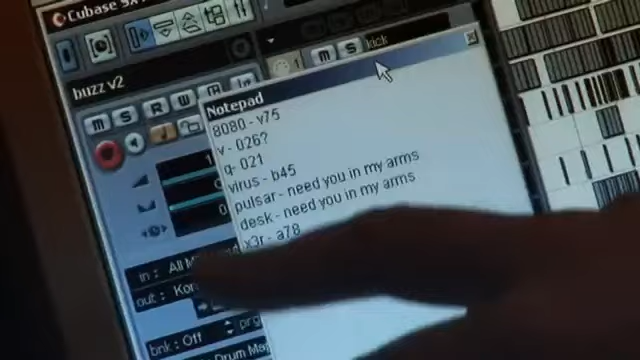 Cubase SX
kick
m S
buzz v2
m S R W
Notepad
8080 - v75
v - 026?
q - 021
virus - b45
pulsar - need you in my arms
desk - need you in my arms
x3r - a78
in: All
out: Kor
bnk: Off prg
Drum Map